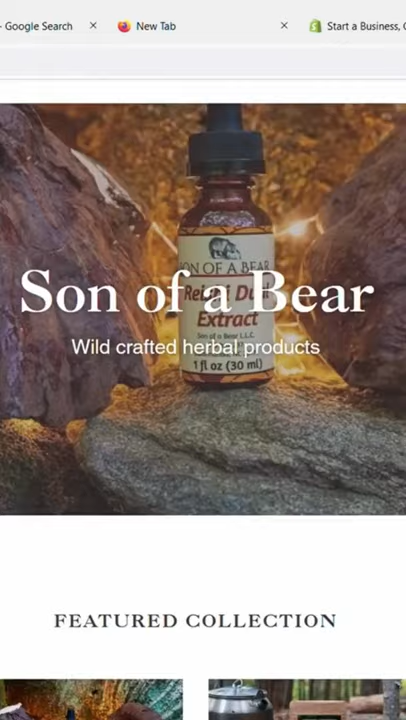 - Google Search
New Tab
Start a Business,
Son of a Bear
SON OF A BEAR
Extract
Son of a Bear L.L.C.
Wild crafted herbal products
1 fl oz (30 ml)
FEATURED COLLECTION